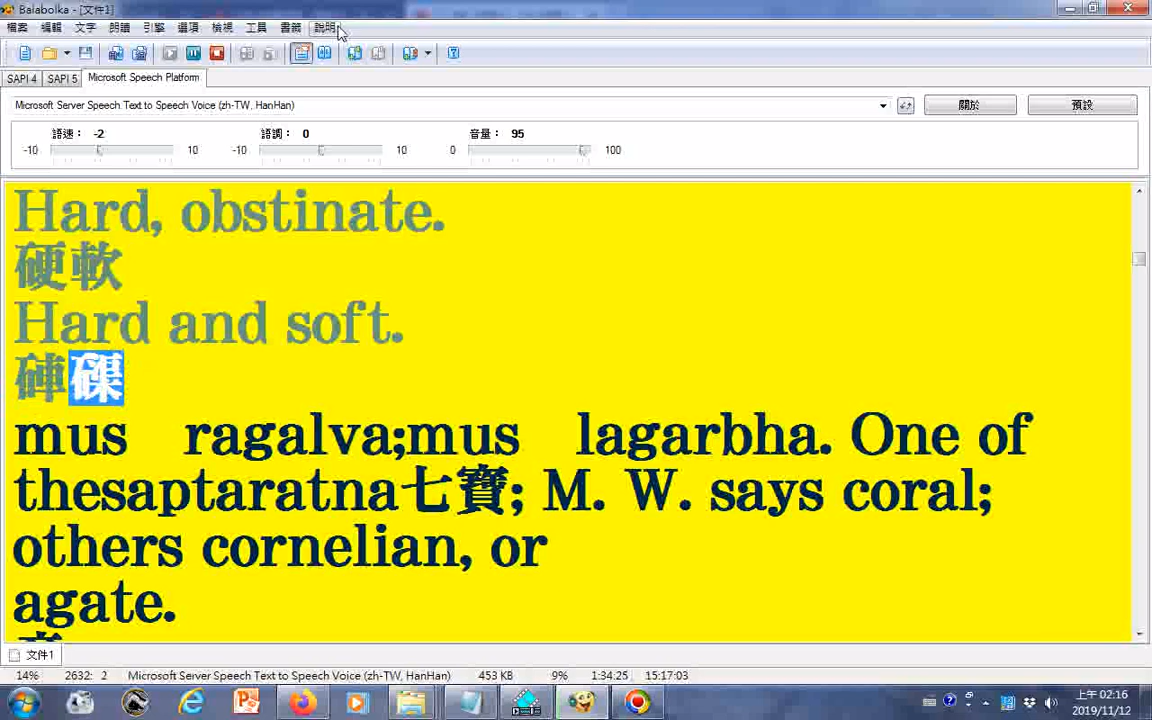 Balabolka - [文件1]
檔案 編輯 文字 朗讀 引擎 選項 檢視 工具 書籤 說明
SAPI 4 SAPI 5 Microsoft Speech Platform
Microsoft Server Speech Text to Speech Voice (zh-TW, HanHan) 關於 預設
語速： -2 語調： 0 音量： 95
-10 10 -10 10 0 100
Hard, obstinate.
硬軟
Hard and soft.
硨磲
mus ragalva;mus lagarbha. One of
thesaptaratna七寶; M. W. says coral;
others cornelian, or
agate.
文件1
14% 2632: 2 Microsoft Server Speech Text to Speech Voice (zh-TW, HanHan) 453 KB 9% 1:34:25 15:17:03
上午 02:16
2019/11/12